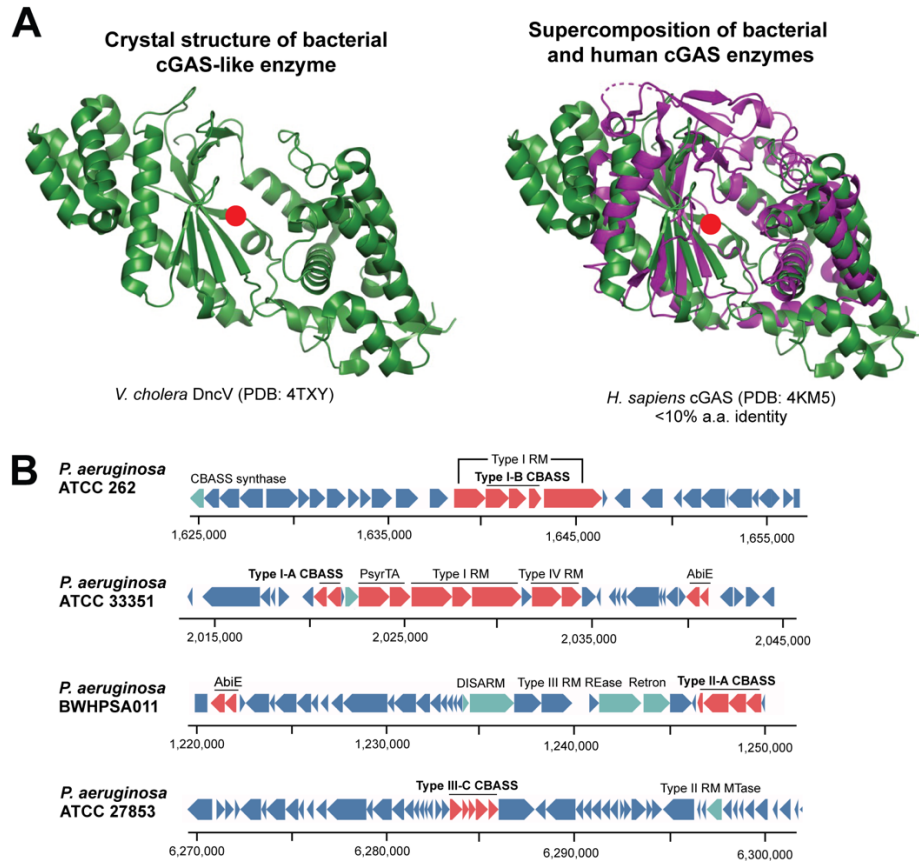 A
Crystal structure of bacterial
cGAS-like enzyme
Supercomposition of bacterial
and human cGAS enzymes
V. cholera DncV (PDB: 4TXY)
H. sapiens cGAS (PDB: 4KM5)
<10% a.a. identity
B
P. aeruginosa
ATCC 262
Type I RM
CBASS synthase
Type I-B CBASS
1,625,000 1,635,000 1,645,000 1,655,000
P. aeruginosa
ATCC 33351
Type I-A CBASS PsyrTA Type I RM Type IV RM AbiE
2,015,000 2,025,000 2,035,000 2,045,000
P. aeruginosa
BWHPSA011
AbiE DISARM Type III RM REase Retron Type II-A CBASS
1,220,000 1,230,000 1,240,000 1,250,000
P. aeruginosa
ATCC 27853
Type III-C CBASS Type II RM MTase
6,270,000 6,280,000 6,290,000 6,300,000